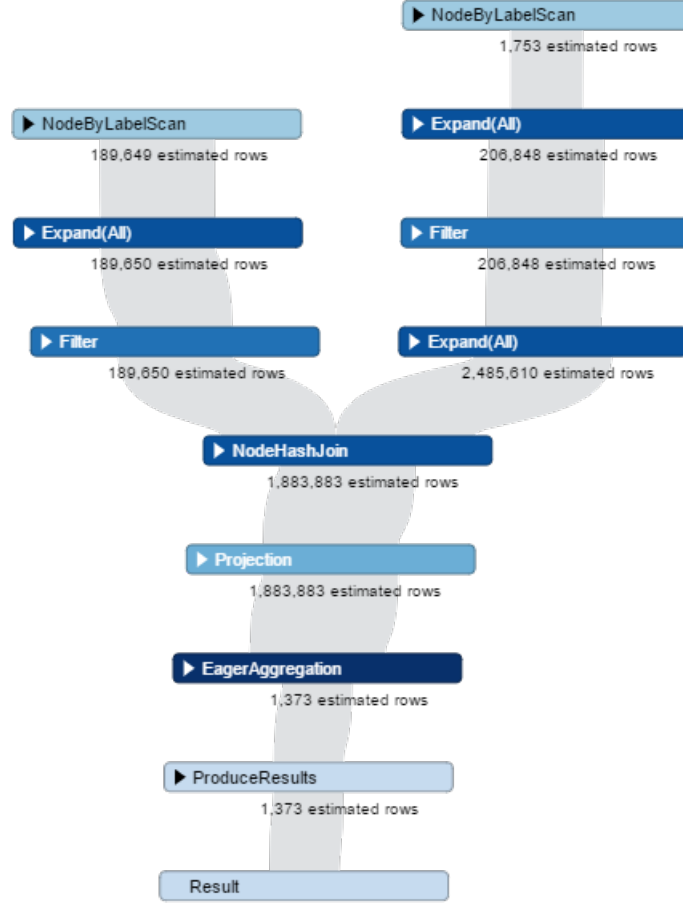 NodeByLabelScan
1,753 estimated rows
NodeByLabelScan
189,649 estimated rows
Expand(All)
206,848 estimated rows
Expand(All)
189,650 estimated rows
Filter
206,848 estimated rows
Filter
189,650 estimated rows
Expand(All)
2,485,610 estimated rows
NodeHashJoin
1,883,883 estimated rows
Projection
1,883,883 estimated rows
EagerAggregation
1,373 estimated rows
ProduceResults
1,373 estimated rows
Result